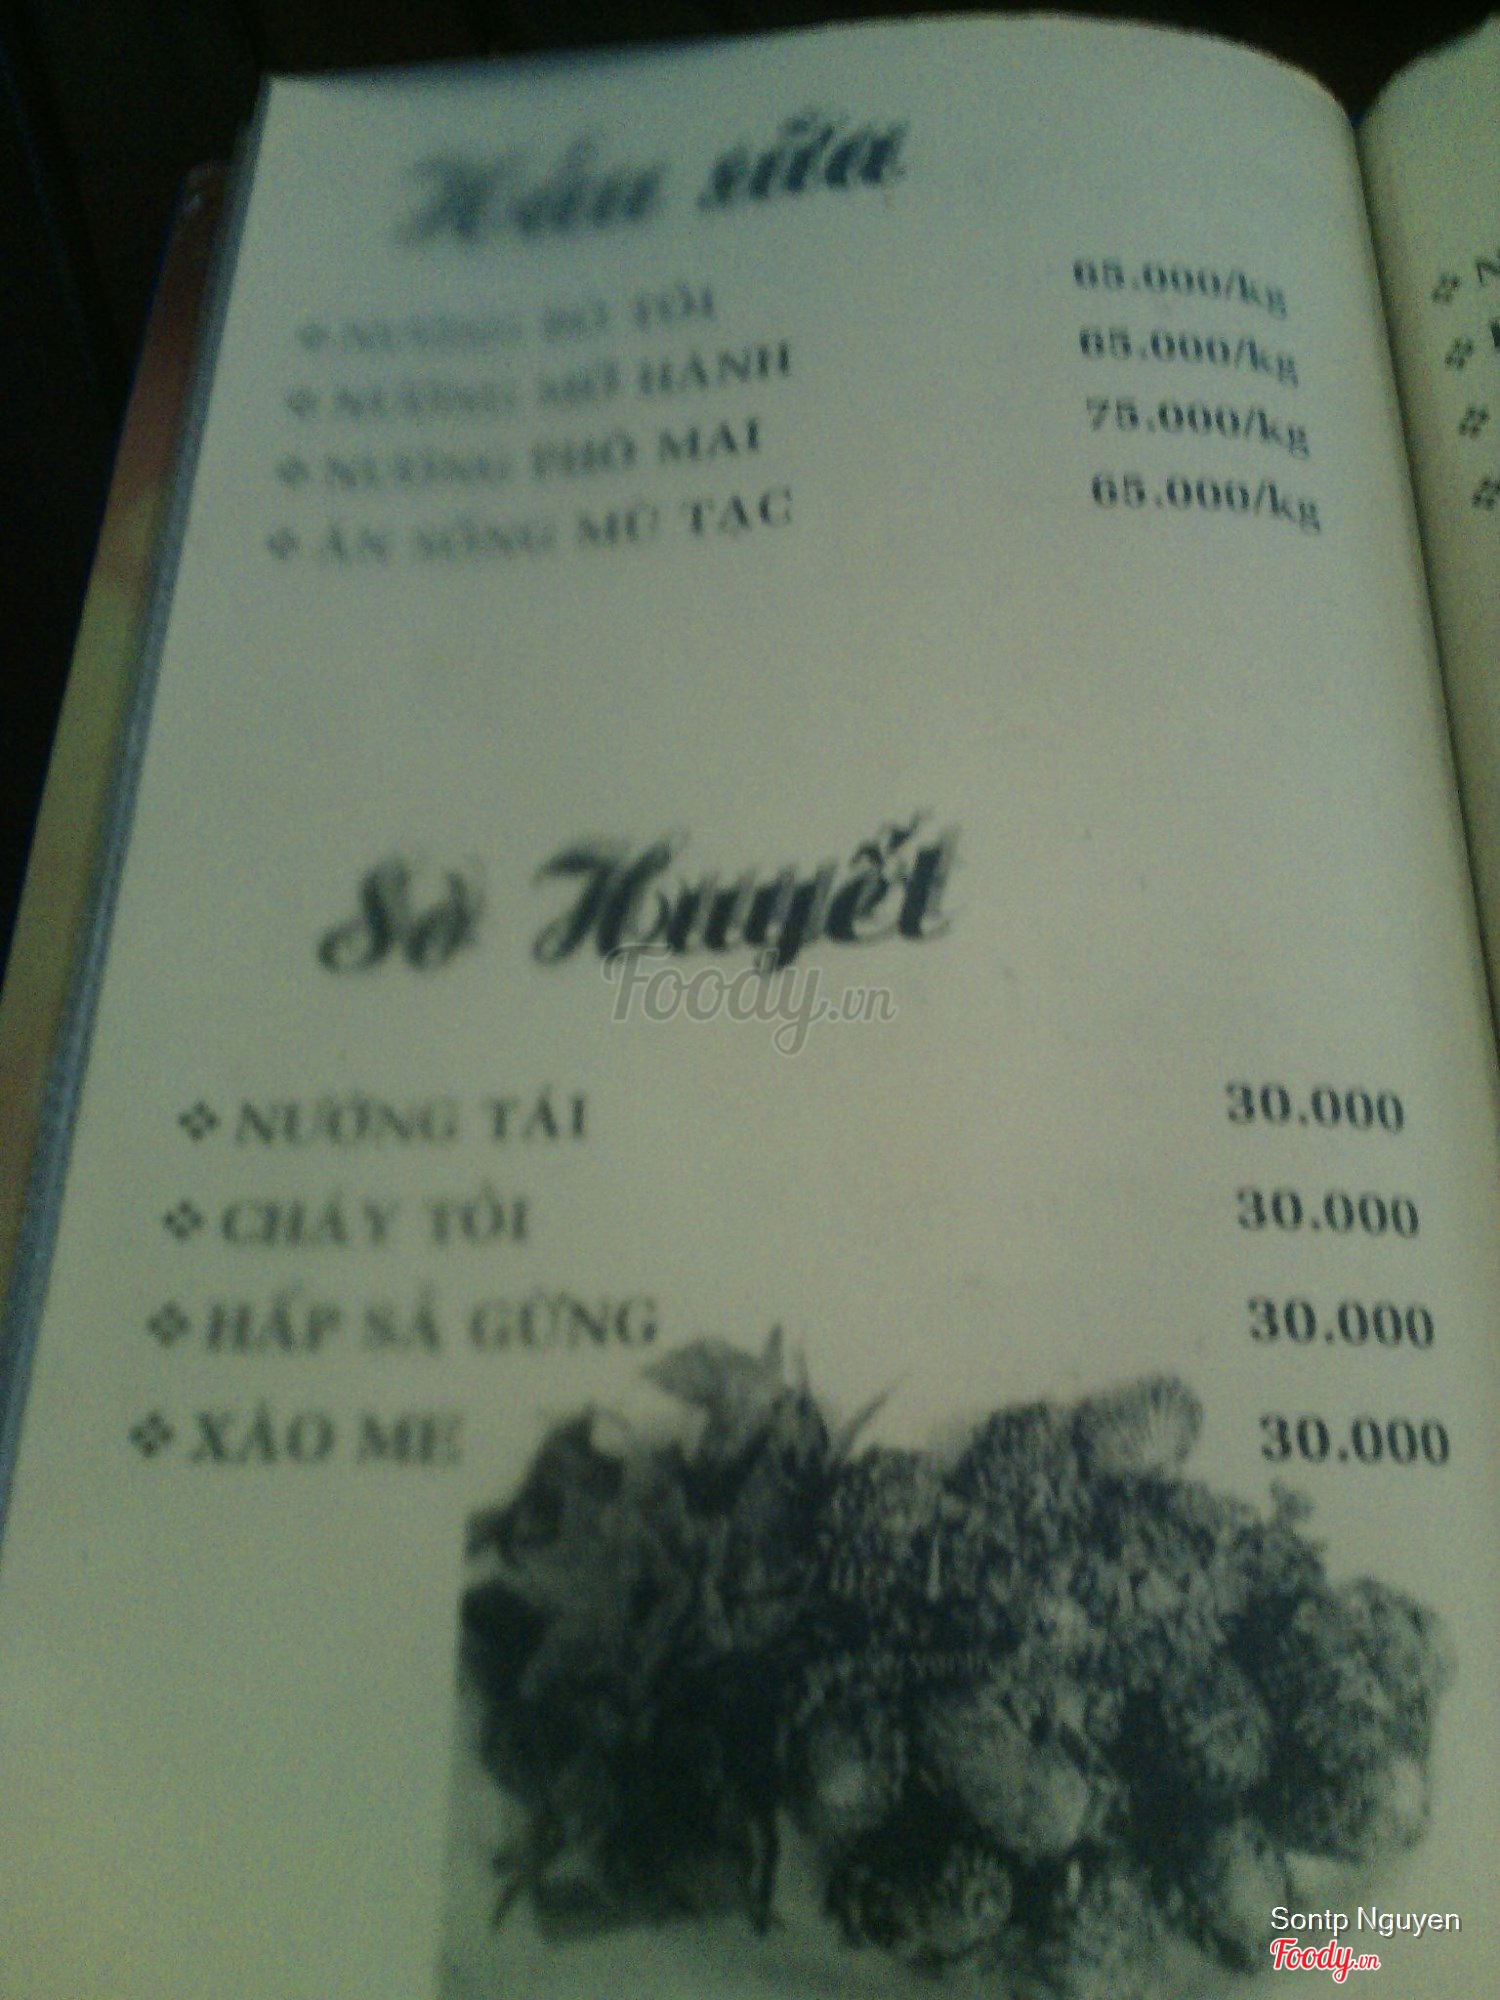 Hàu sữa
NƯỚNG BƠ TỎI 65.000/kg
NƯỚNG MỠ HÀNH 65.000/kg
NƯỚNG PHÔ MAI 75.000/kg
ĂN SỐNG MÙ TẠC 65.000/kg
Sò Huyết
Foody.vn
NƯỚNG TÁI 30.000
CHÁY TỎI 30.000
HẤP SẢ GỪNG 30.000
XÀO ME 30.000
Sontp Nguyen
Foody.vn